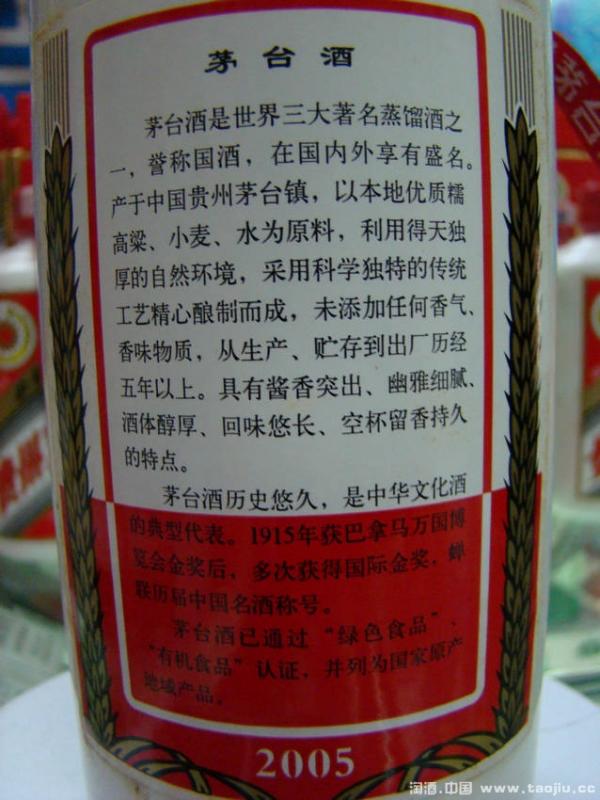 茅台酒
茅台酒是世界三大著名蒸馏酒之
一，誉称国酒，在国内外享有盛名。
产于中国贵州茅台镇，以本地优质糯
高粱、小麦、水为原料，利用得天独
厚的自然环境，采用科学独特的传统
工艺精心酿制而成，未添加任何香气、
香味物质，从生产、贮存到出厂历经
五年以上。具有酱香突出、幽雅细腻、
酒体醇厚、回味悠长、空杯留香持久
的特点。
茅台酒历史悠久，是中华文化酒
的典型代表。1915年获巴拿马万国博
览会金奖后，多次获得国际金奖，蝉
联历届中国名酒称号。
茅台酒已通过“绿色食品”、
“有机食品”认证，并列为国家原产
地域产品。
2005
茅台
淘酒.中国 www.taojiu.cc